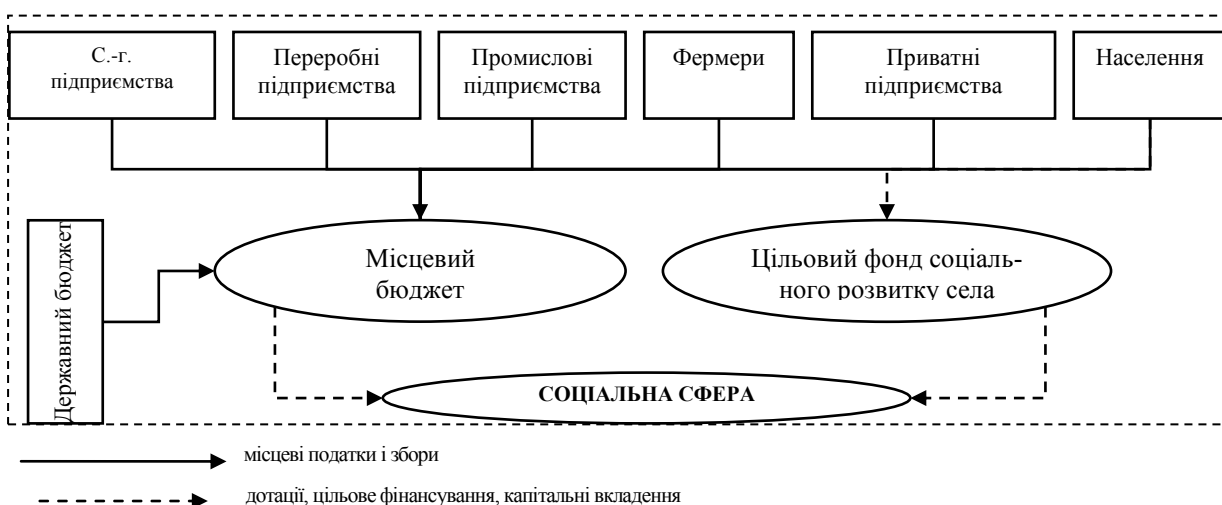 С.-г.
підприємства
Переробні
підприємства
Промислові
підприємства
Фермери
Приватні
підприємства
Населення
Державний бюджет
Місцевий
бюджет
Цільовий фонд соціаль-
ного розвитку села
СОЦІАЛЬНА СФЕРА
місцеві податки і збори
дотації, цільове фінансування, капітальні вкладення